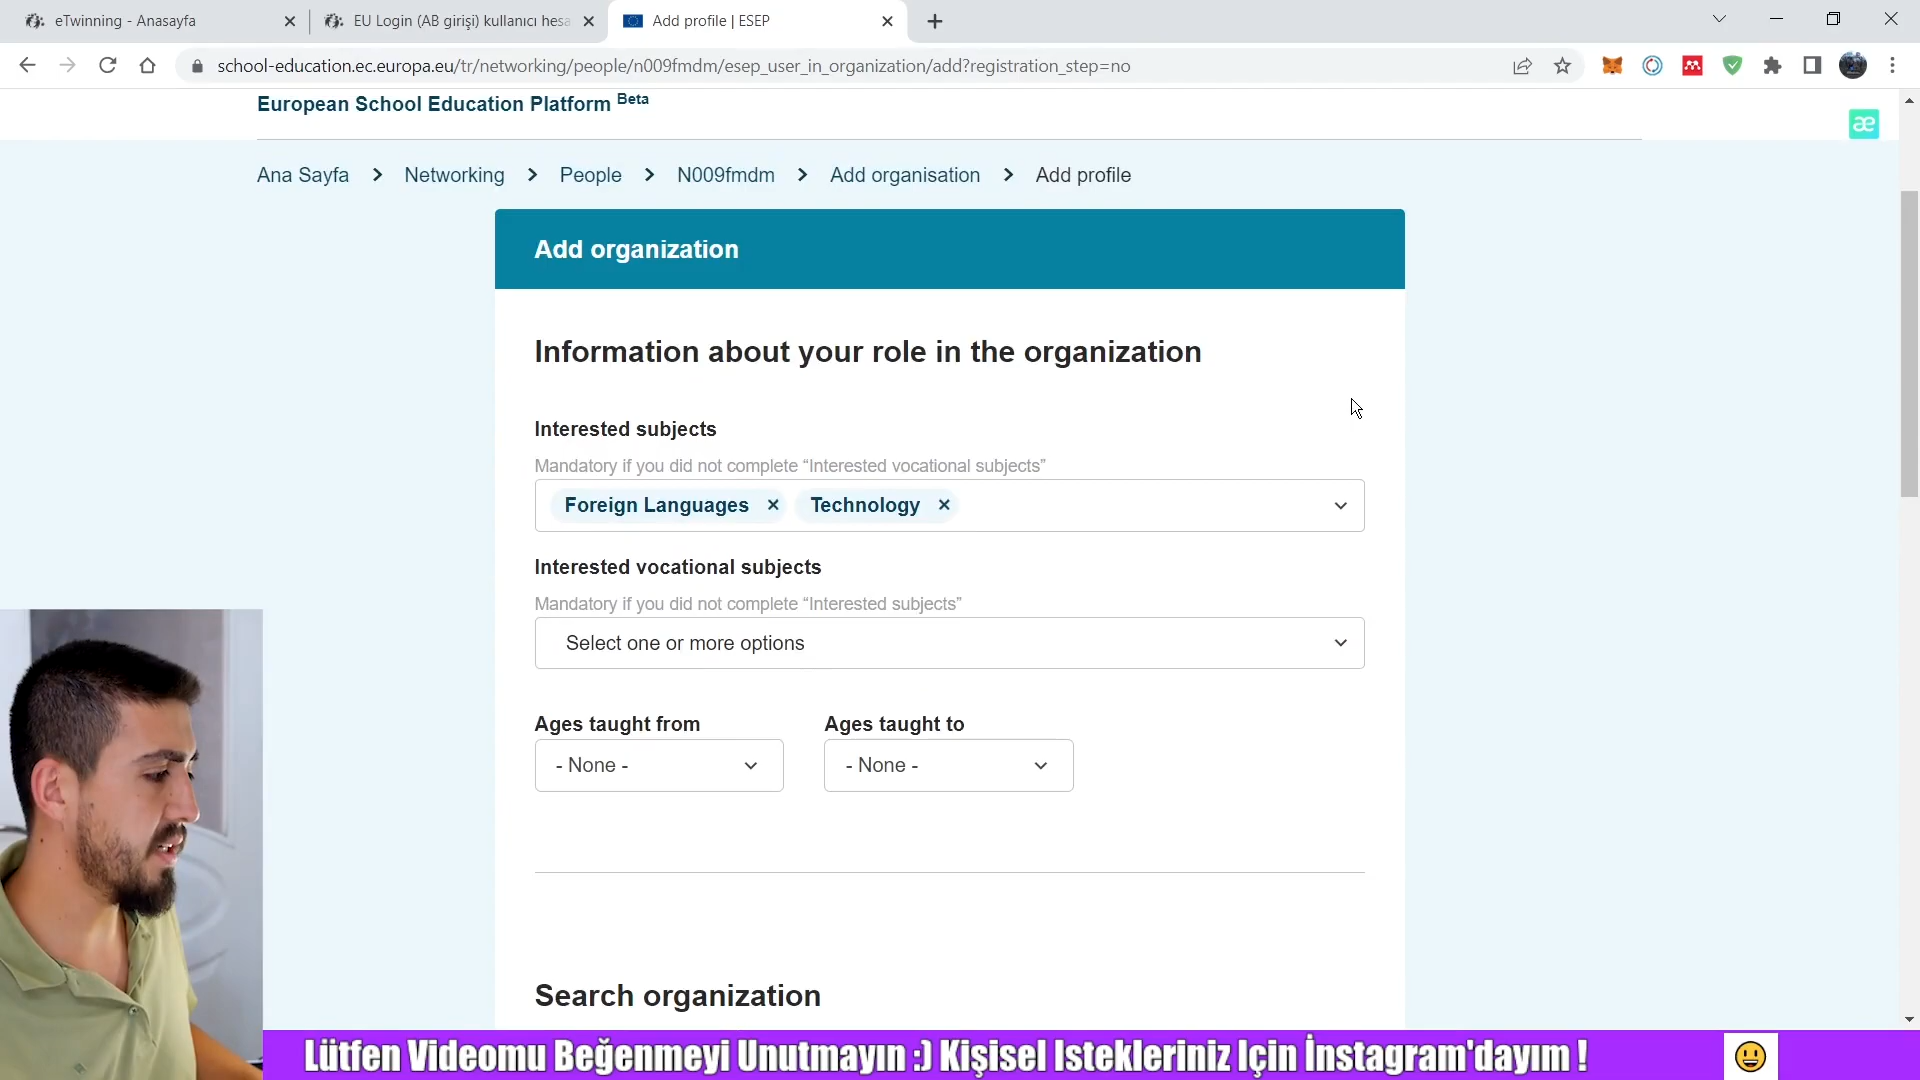 eTwinning - Anasayfa
EU Login (AB girişi) kullanıcı hesa
Add profile | ESEP
school-education.ec.europa.eu/tr/networking/people/n009fmdm/esep_user_in_organization/add?registration_step=no
European School Education Platform Beta
æ
Ana Sayfa > Networking > People > N009fmdm > Add organisation > Add profile
Add organization
Information about your role in the organization
Interested subjects
Mandatory if you did not complete “Interested vocational subjects”
Foreign Languages × Technology ×
Interested vocational subjects
Mandatory if you did not complete “Interested subjects”
Select one or more options
Ages taught from Ages taught to
- None - - None -
Search organization
Lütfen Videomu Beğenmeyi Unutmayın :) Kişisel Istekleriniz Için İnstagram'dayım !